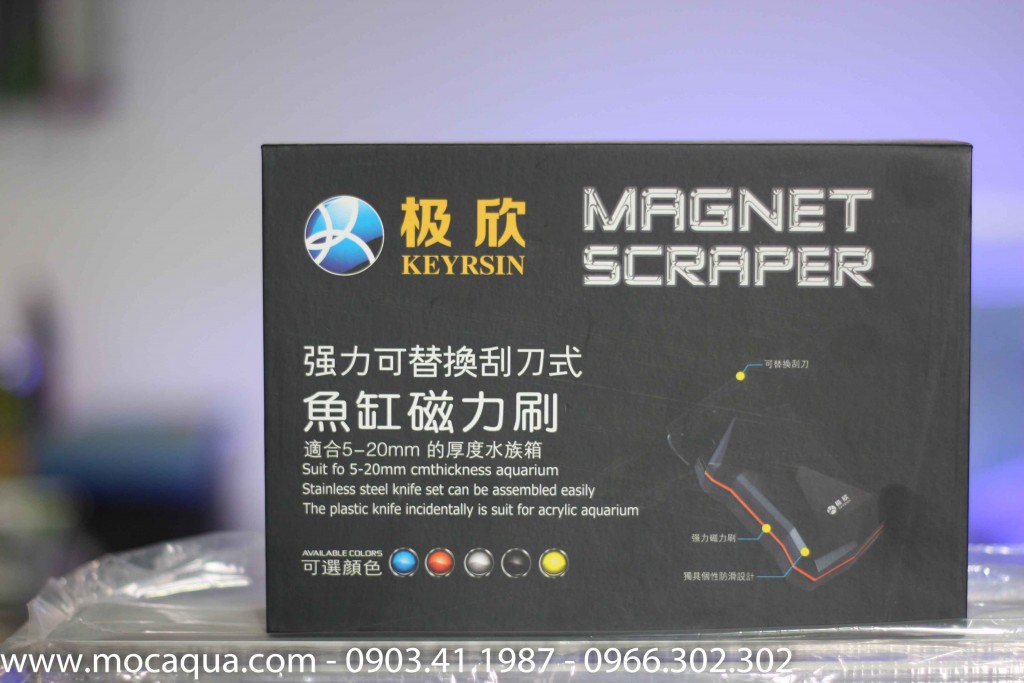 极欣
KEYRSIN
MAGNET
SCRAPER
强力可替換刮刀式
魚缸磁力刷
適合5-20mm 的厚度水族箱
Suit fo 5-20mm cmthickness aquarium
Stainless steel knife set can be assembled easily
The plastic knife incidentally is suit for acrylic aquarium
AVAILABLE COLORS
可選顏色
可替換刮刀
极欣
强力磁力刷
獨具個性防滑設計
www.mocaqua.com - 0903.41.1987 - 0966.302.302